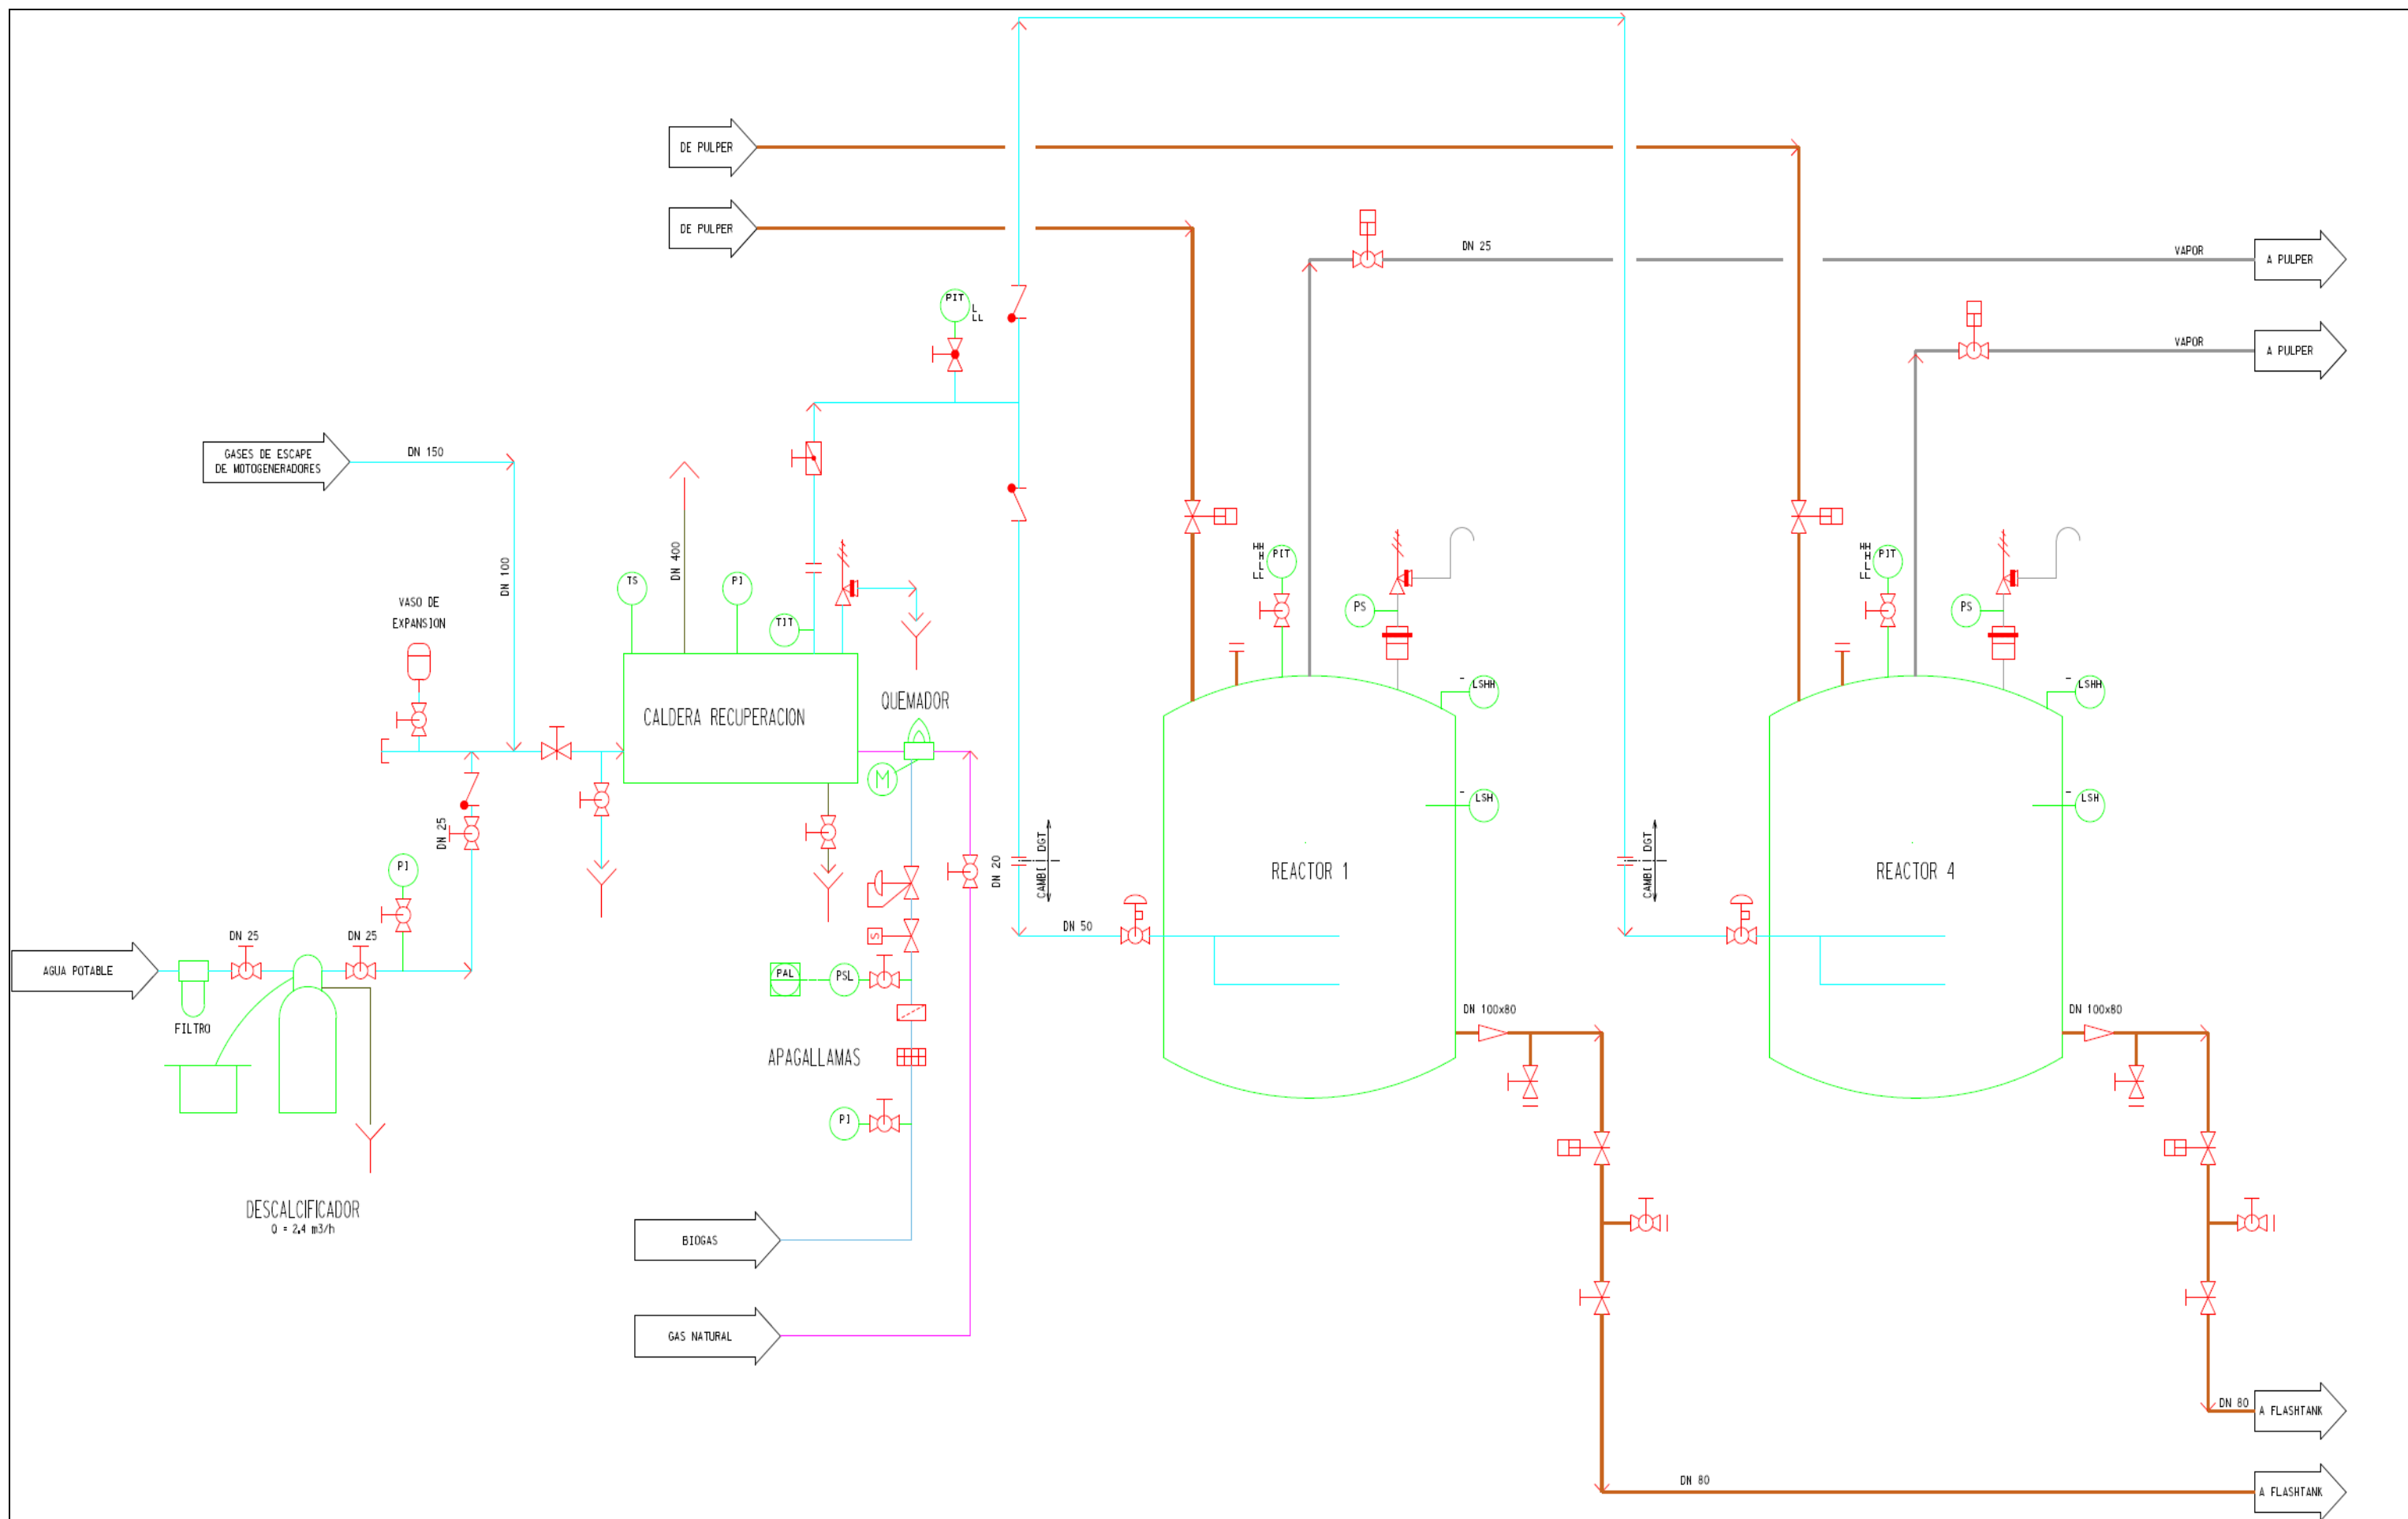 DE PULPER
DE PULPER
DN 25
VAPOR
A PULPER
VAPOR
A PULPER
PIT
L
LL
GASES DE ESCAPE
DE MOTOGENERADORES
DN 150
DN 100
DN 400
TS
PI
TIT
VASO DE
EXPANSION
CALDERA RECUPERACION
QUEMADOR
M
HH
H
L
LL
PIT
PS
LSHH
LSH
REACTOR 1
HH
H
L
LL
PIT
PS
LSHH
LSH
REACTOR 4
DN 25
PI
DN 20
CAMBI
DGT
CAMBI
DGT
DN 50
AGUA POTABLE
DN 25
DN 25
FILTRO
S
PAL
PSL
APAGALLAMAS
PI
DN 100x80
DN 100x80
DESCALCIFICADOR
Q = 2,4 m3/h
BIOGAS
GAS NATURAL
DN 80
A FLASHTANK
DN 80
A FLASHTANK